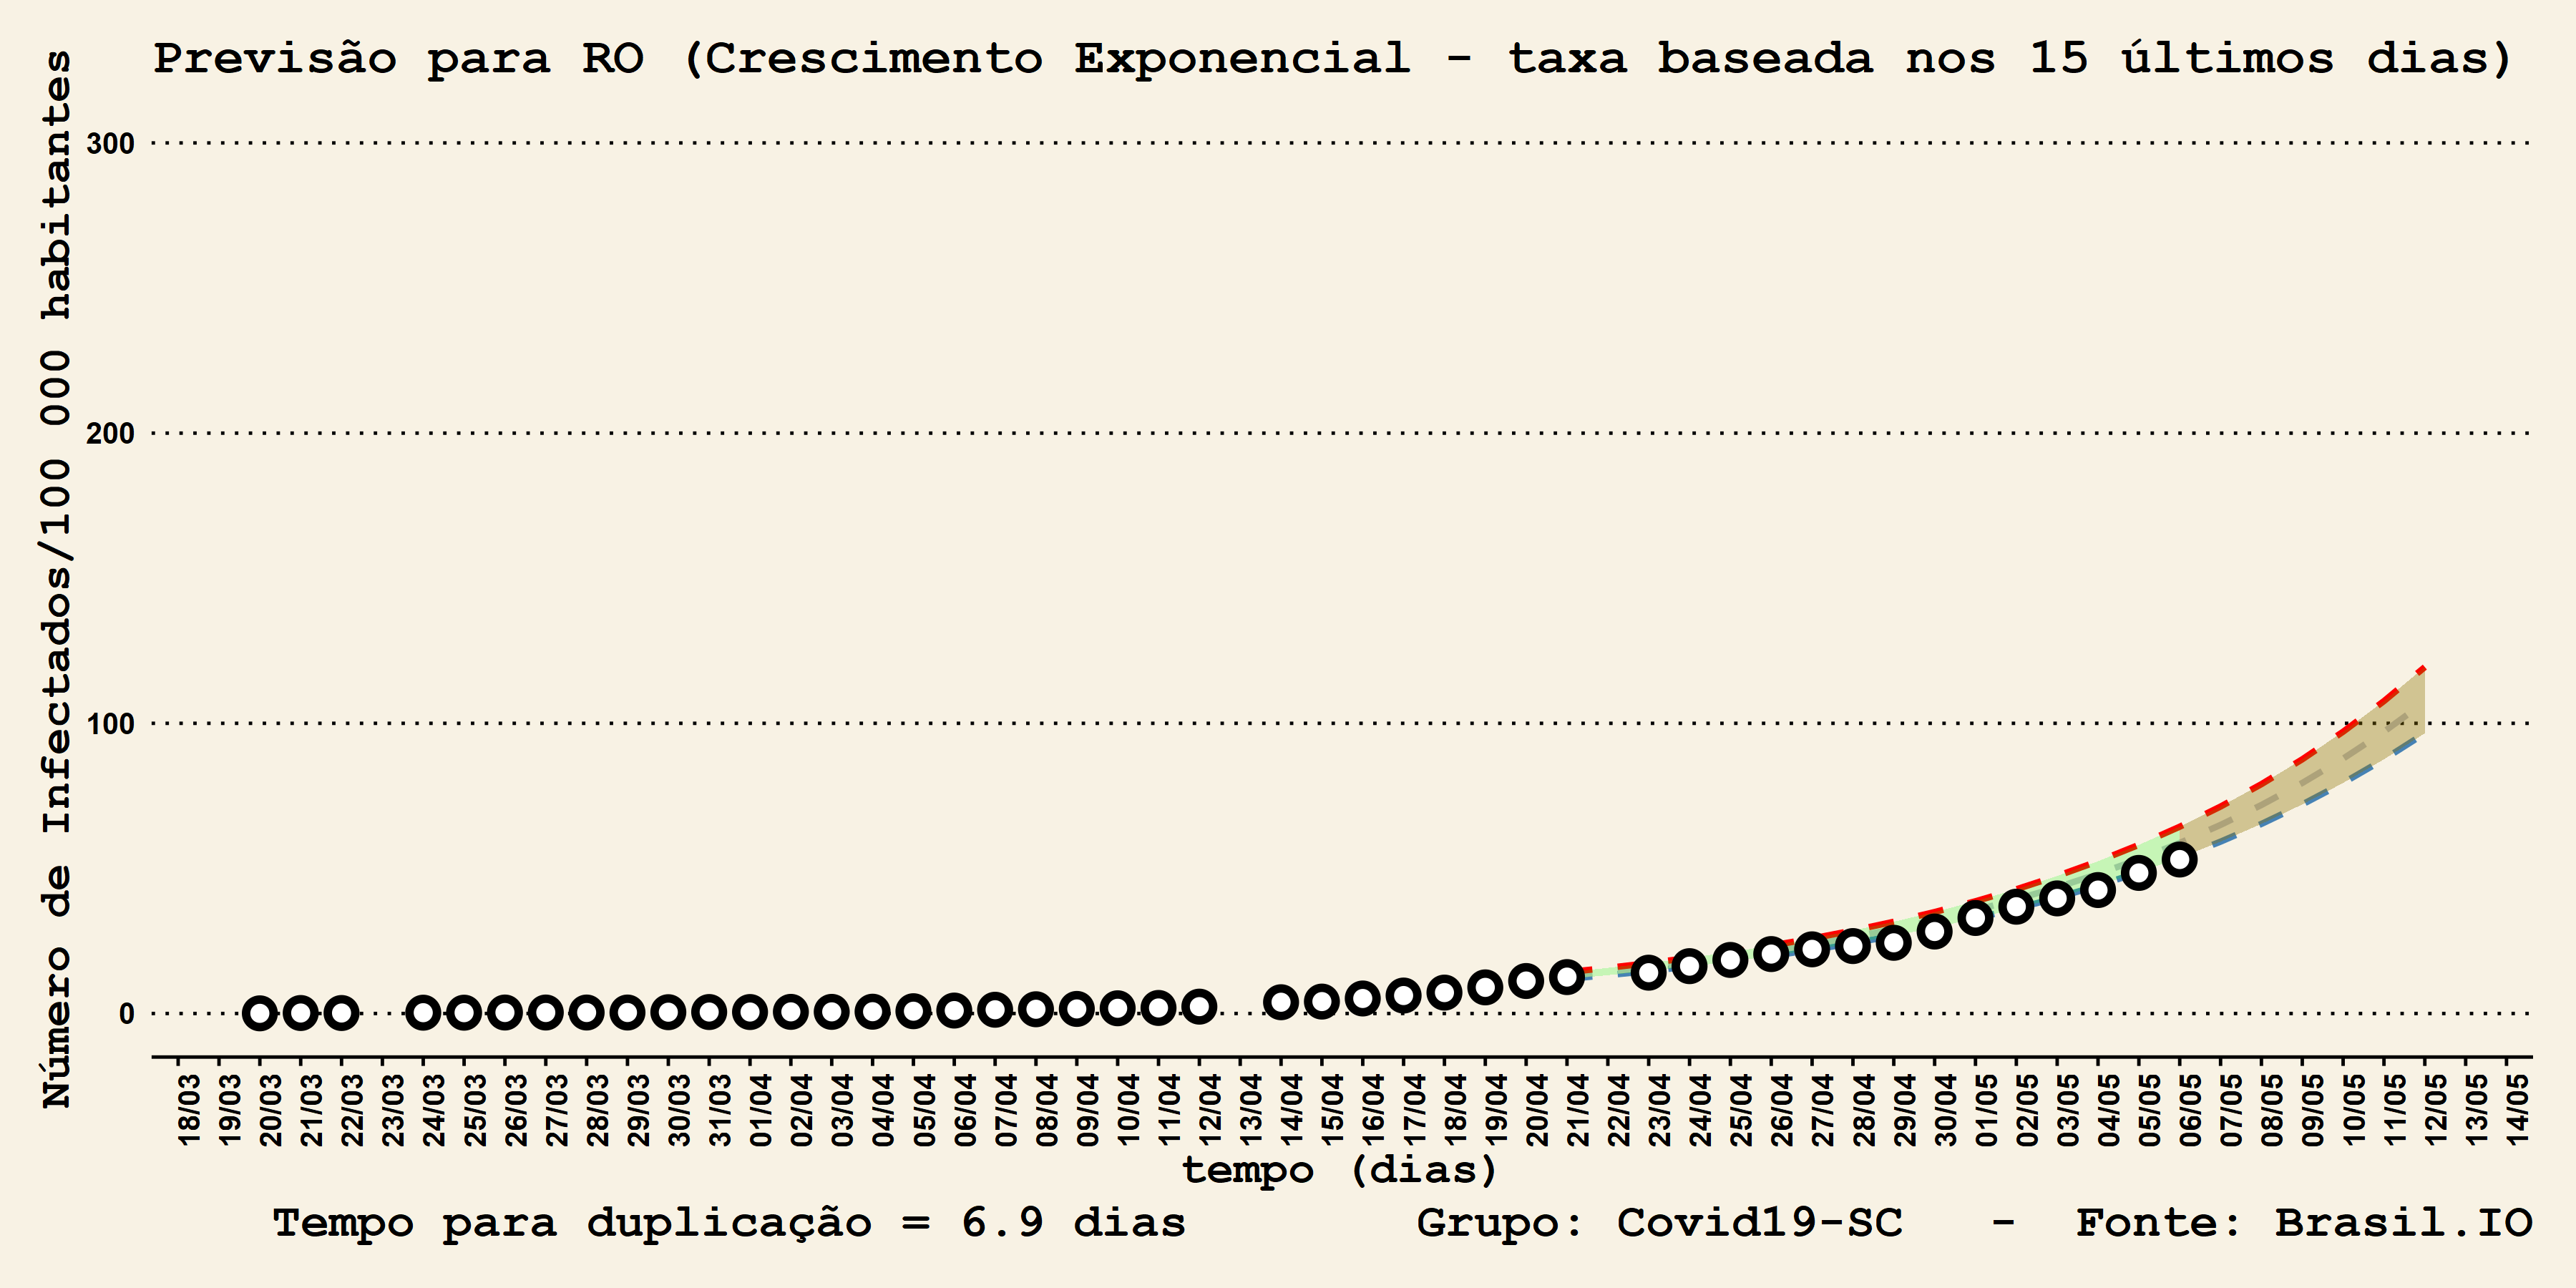 Previsão para RO (Crescimento Exponencial - taxa baseada nos 15 últimos dias)
Número de Infectados/100 000 habitantes
300
200
100
0
18/03 19/03 20/03 21/03 22/03 23/03 24/03 25/03 26/03 27/03 28/03 29/03 30/03 31/03 01/04 02/04 03/04 04/04 05/04 06/04 07/04 08/04 09/04 10/04 11/04 12/04 13/04 14/04 15/04 16/04 17/04 18/04 19/04 20/04 21/04 22/04 23/04 24/04 25/04 26/04 27/04 28/04 29/04 30/04 01/05 02/05 03/05 04/05 05/05 06/05 07/05 08/05 09/05 10/05 11/05 12/05 13/05 14/05
tempo (dias)
Tempo para duplicação = 6.9 dias Grupo: Covid19-SC - Fonte: Brasil.IO